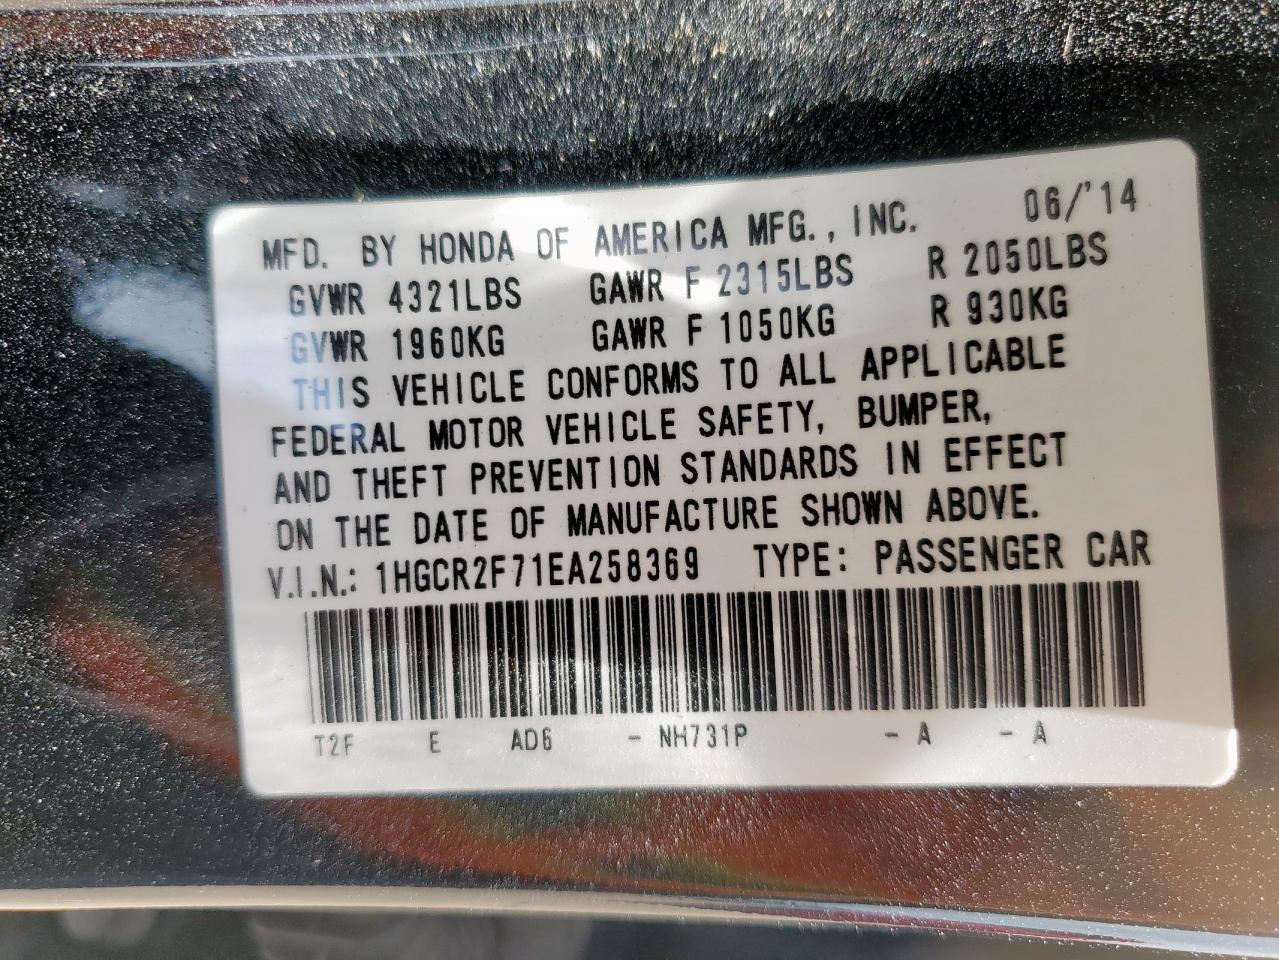 MFD. BY HONDA OF AMERICA MFG., INC. 06/'14
GVWR 4321LBS GAWR F 2315LBS R 2050LBS
GVWR 1960KG GAWR F 1050KG R 930KG
THIS VEHICLE CONFORMS TO ALL APPLICABLE
FEDERAL MOTOR VEHICLE SAFETY, BUMPER,
AND THEFT PREVENTION STANDARDS IN EFFECT
ON THE DATE OF MANUFACTURE SHOWN ABOVE.
V.I.N.: 1HGCR2F71EA258369 TYPE: PASSENGER CAR
T2F E AD6 - NH731P - A - A